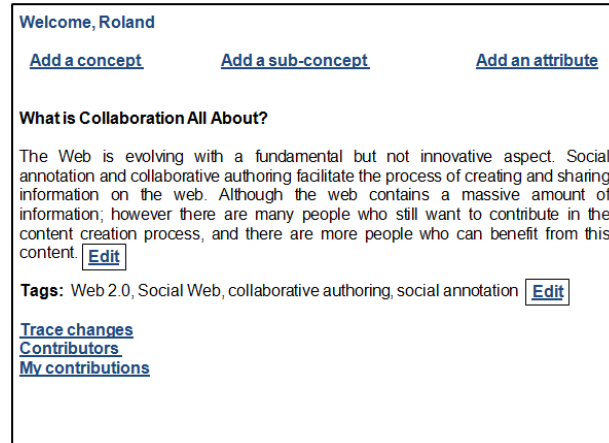 Welcome, Roland
Add a concept Add a sub-concept Add an attribute
What is Collaboration All About?
The Web is evolving with a fundamental but not innovative aspect. Social
annotation and collaborative authoring facilitate the process of creating and sharing
information on the web. Although the web contains a massive amount of
information; however there are many people who still want to contribute in the
content creation process, and there are more people who can benefit from this
content. Edit
Tags: Web 2.0, Social Web, collaborative authoring, social annotation Edit
Trace changes
Contributors
My contributions